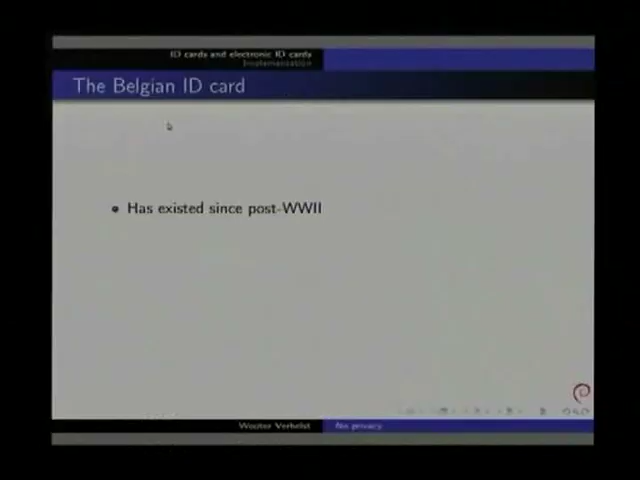 ID cards and electronic ID cards
Implementation
The Belgian ID card
Has existed since post-WWII
Wouter Verhelst
No privacy